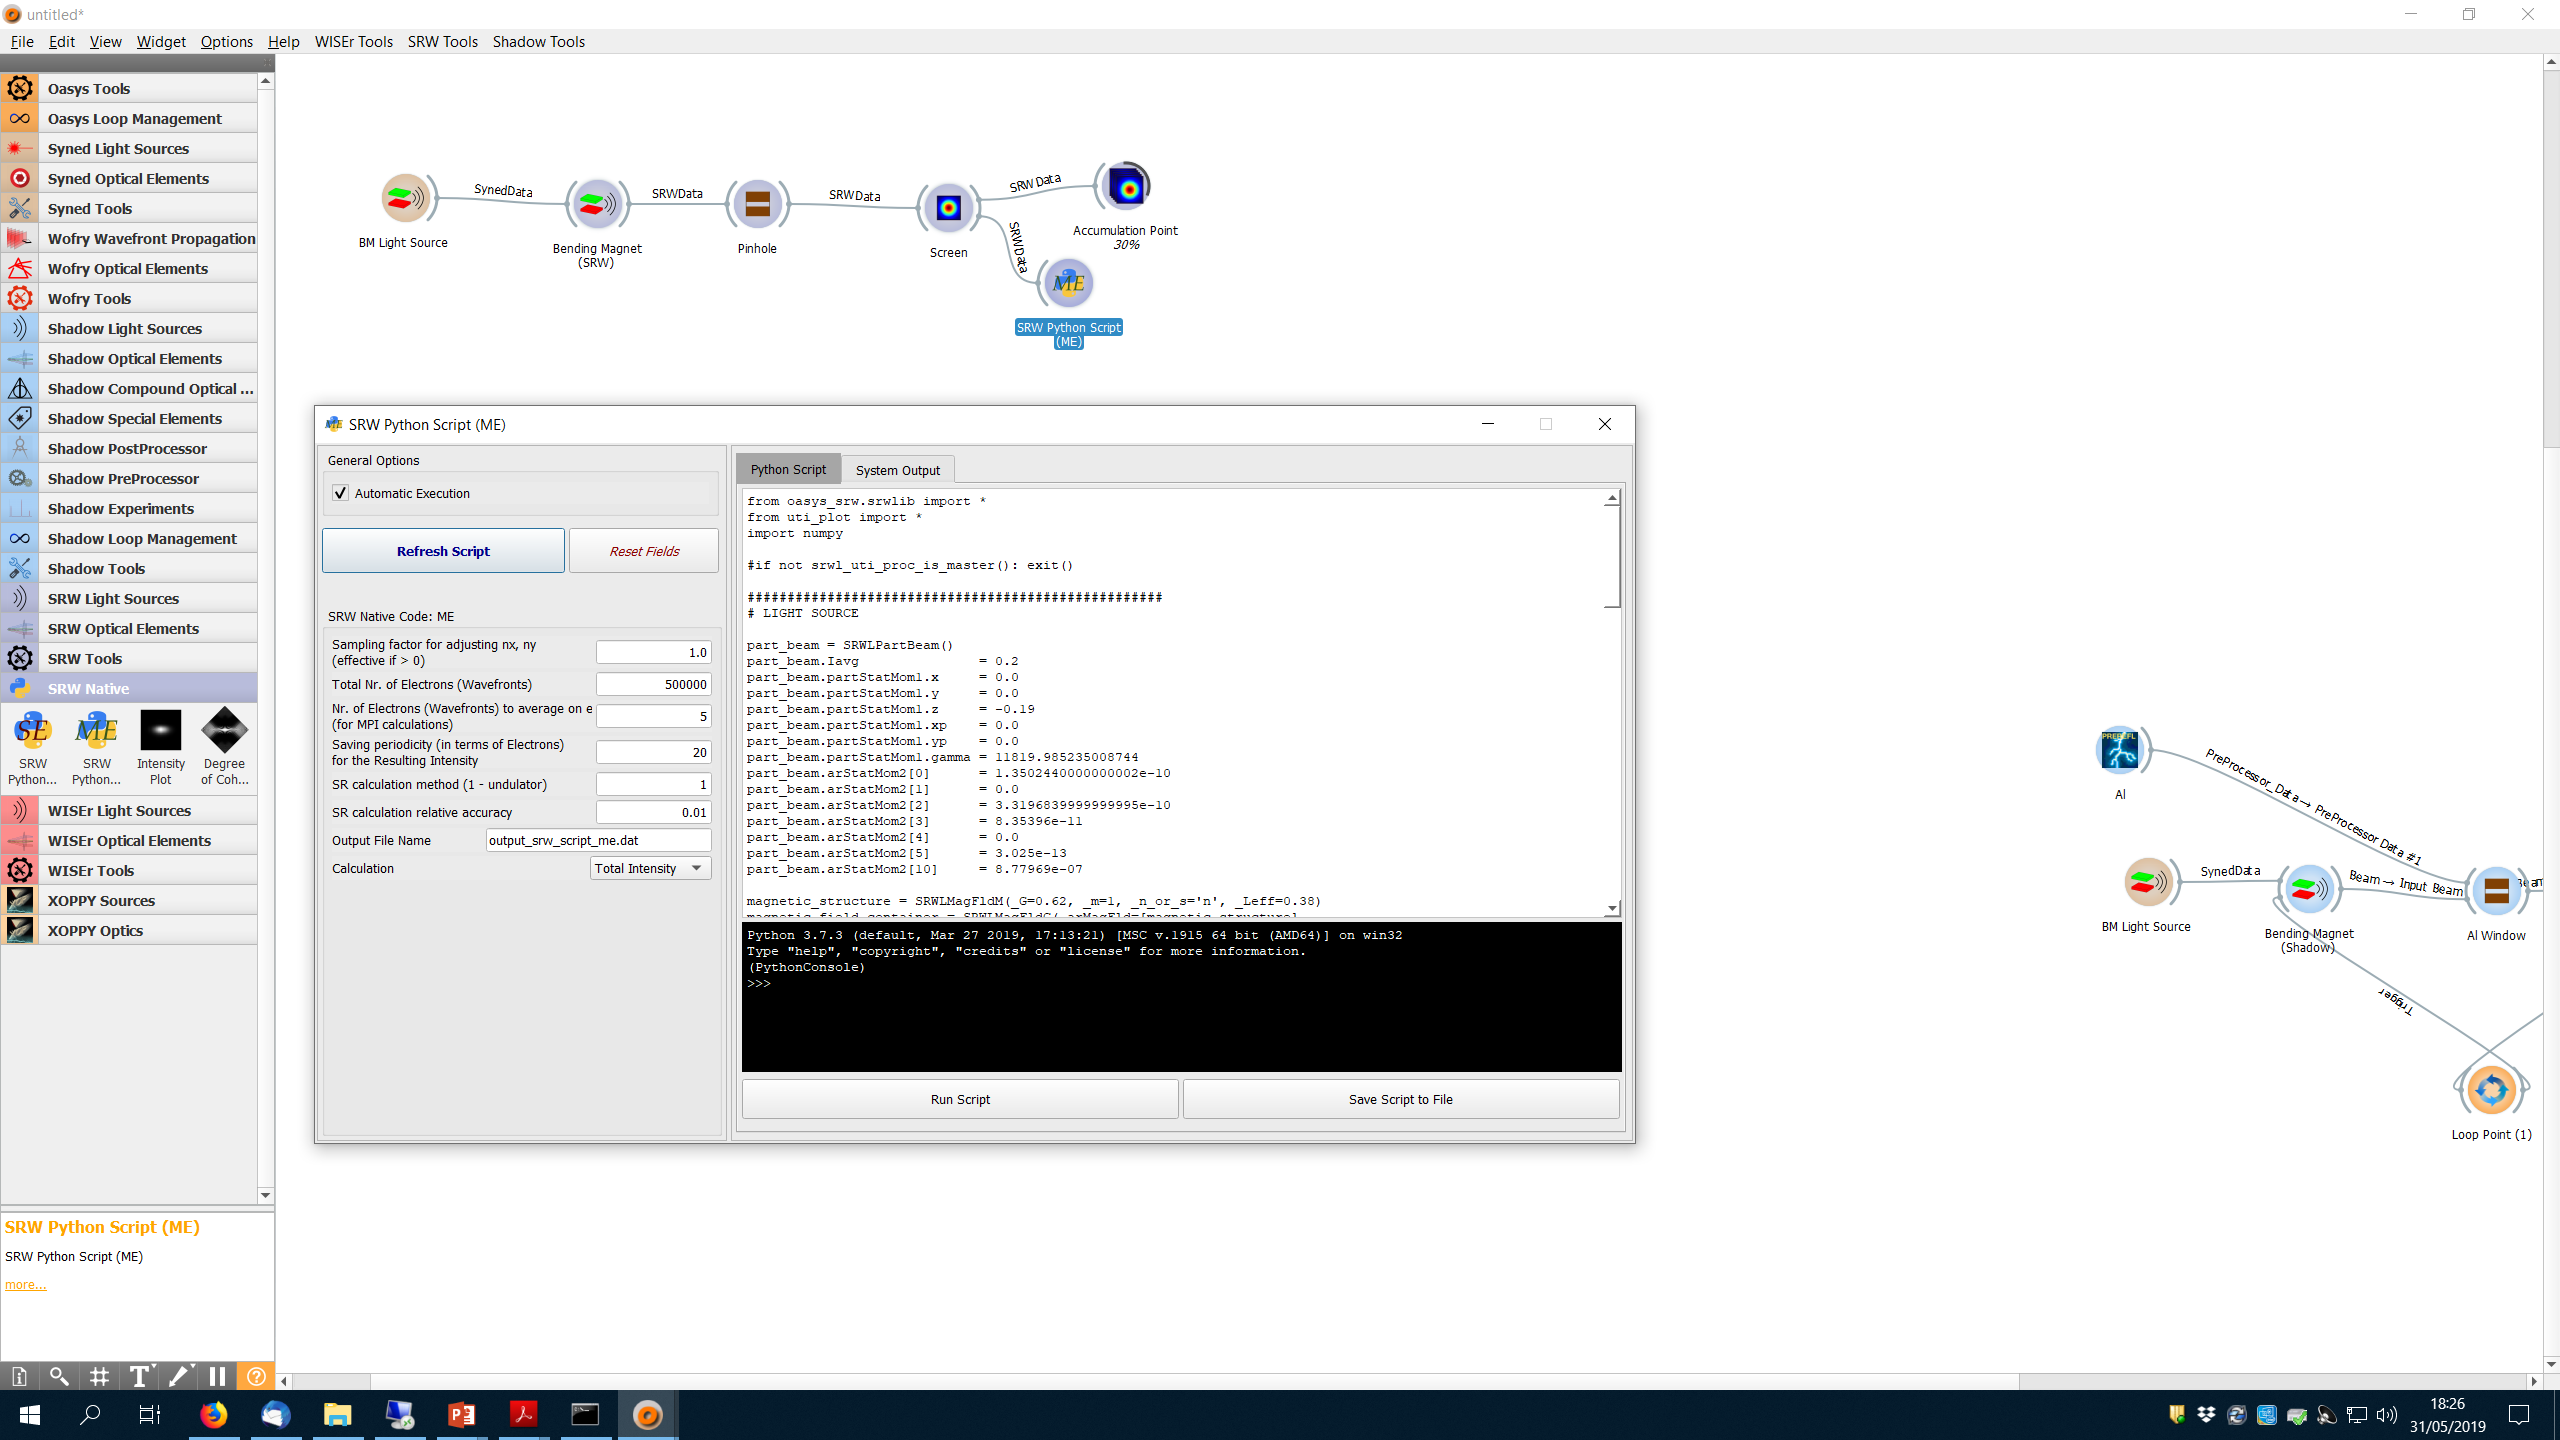 untitled*
File Edit View Widget Options Help WISEr Tools SRW Tools Shadow Tools
Oasys Tools
Oasys Loop Management
Syned Light Sources
Syned Optical Elements
Syned Tools
Wofry Wavefront Propagation
Wofry Optical Elements
Wofry Tools
Shadow Light Sources
Shadow Optical Elements
Shadow Compound Optical ...
Shadow Special Elements
Shadow PostProcessor
Shadow PreProcessor
Shadow Experiments
Shadow Loop Management
Shadow Tools
SRW Light Sources
SRW Optical Elements
SRW Tools
SRW Native
SE ME
SRW Python... SRW Python... Intensity Plot Degree of Coh...
WISEr Light Sources
WISEr Optical Elements
WISEr Tools
XOPPY Sources
XOPPY Optics
SRW Python Script (ME)
SRW Python Script (ME)
more...
BM Light Source
SynedData
Bending Magnet
(SRW)
SRWData
Pinhole
SRWData
Screen
SRWData
Accumulation Point
30%
SRWData
ME
SRW Python Script
(ME)
SRW Python Script (ME)
General Options
Automatic Execution
Refresh Script
Reset Fields
SRW Native Code: ME
Sampling factor for adjusting nx, ny
(effective if > 0) 1.0
Total Nr. of Electrons (Wavefronts) 500000
Nr. of Electrons (Wavefronts) to average on e
(for MPI calculations) 5
Saving periodicity (in terms of Electrons)
for the Resulting Intensity 20
SR calculation method (1 - undulator) 1
SR calculation relative accuracy 0.01
Output File Name output_srw_script_me.dat
Calculation Total Intensity
Python Script System Output
from oasys_srw.srwlib import *
from uti_plot import *
import numpy
#if not srwl_uti_proc_is_master(): exit()
####################################################
# LIGHT SOURCE
part_beam = SRWLPartBeam()
part_beam.Iavg = 0.2
part_beam.partStatMom1.x = 0.0
part_beam.partStatMom1.y = 0.0
part_beam.partStatMom1.z = -0.19
part_beam.partStatMom1.xp = 0.0
part_beam.partStatMom1.yp = 0.0
part_beam.partStatMom1.gamma = 11819.985235008744
part_beam.arStatMom2[0] = 1.3502440000000002e-10
part_beam.arStatMom2[1] = 0.0
part_beam.arStatMom2[2] = 3.3196839999999995e-10
part_beam.arStatMom2[3] = 8.35396e-11
part_beam.arStatMom2[4] = 0.0
part_beam.arStatMom2[5] = 3.025e-13
part_beam.arStatMom2[10] = 8.77969e-07
magnetic_structure = SRWLMagFldM(_G=0.62, _m=1, _n_or_s='n', _Leff=0.38)
magnetic_field_container = SRWLMagFldC(_arMagFld=[magnetic_structure],
Python 3.7.3 (default, Mar 27 2019, 17:13:21) [MSC v.1915 64 bit (AMD64)] on win32
Type "help", "copyright", "credits" or "license" for more information.
(PythonConsole)
>>>
Run Script
Save Script to File
PREREFL
Al
PreProcessor_Data → PreProcessor Data #1
BM Light Source
SynedData
Bending Magnet
(Shadow)
Beam → Input Beam
Al Window
Trigger
Loop Point (1)
18:26
31/05/2019